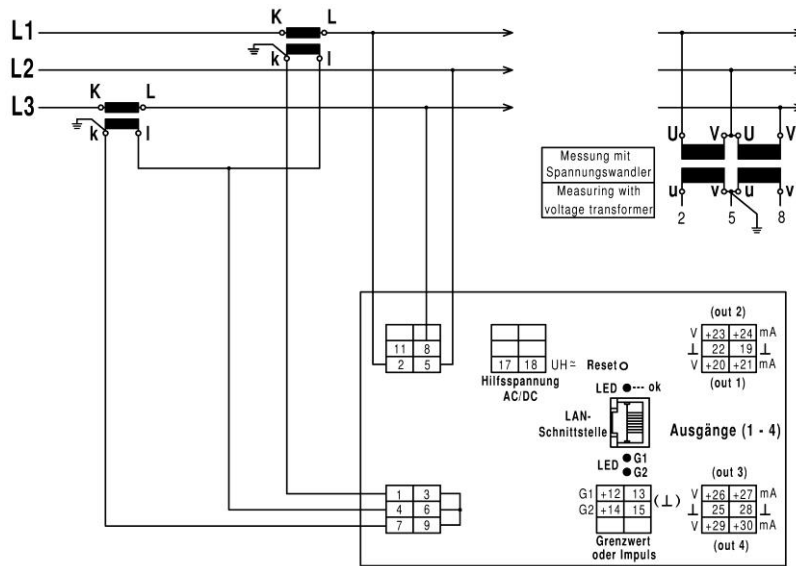 L1
K L
k l
L2
L3
K L
k l
U V U V
u v u v
2 5 8
Messung mit
Spannungswandler
Measuring with
voltage transformer
11 8
2 5
17 18 UH≂
Hilfsspannung
AC/DC
Reset
LED --- ok
LAN-
Schnittstelle
LED G1
G2
(out 2)
V +23 +24 mA
⊥ 22 19 ⊥
V +20 +21 mA
(out 1)
Ausgänge (1 - 4)
1 3
4 6
7 9
G1 +12 13 (⊥)
G2 +14 15
Grenzwert
oder Impuls
(out 3)
V +26 +27 mA
⊥ 25 28 ⊥
V +29 +30 mA
(out 4)